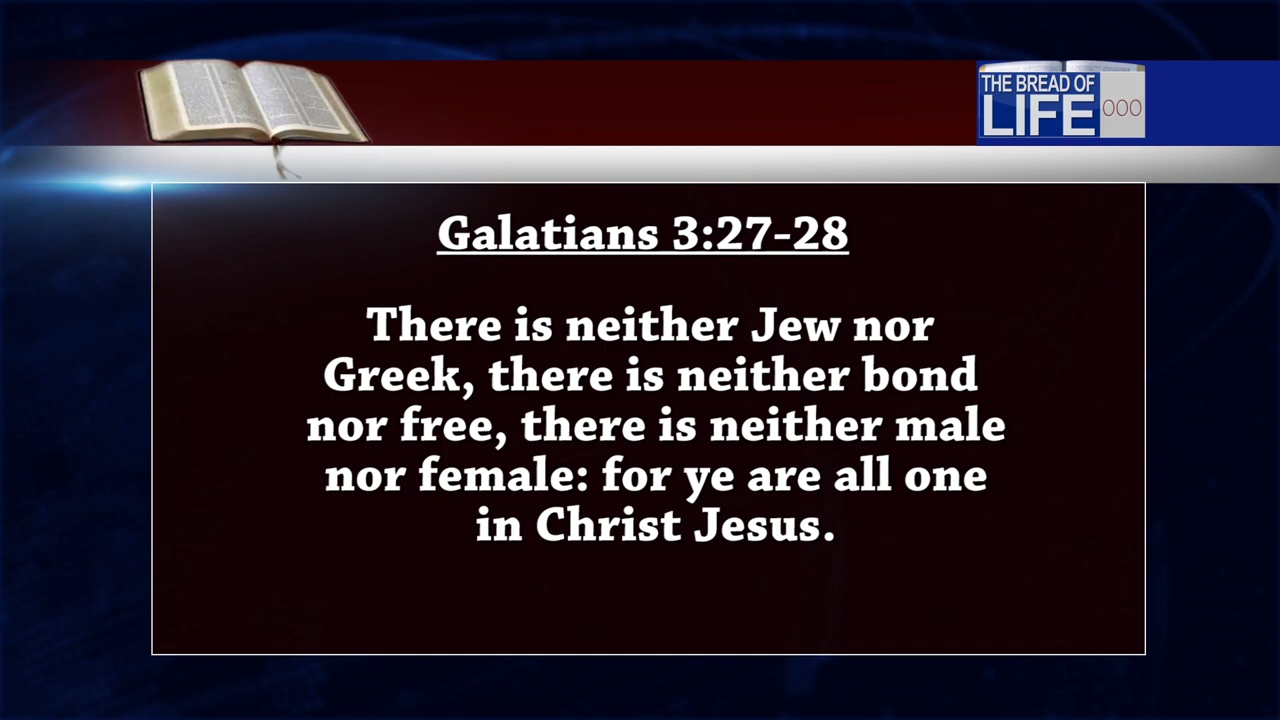 THE BREAD OF
LIFE 000
Galatians 3:27-28
There is neither Jew nor
Greek, there is neither bond
nor free, there is neither male
nor female: for ye are all one
in Christ Jesus.